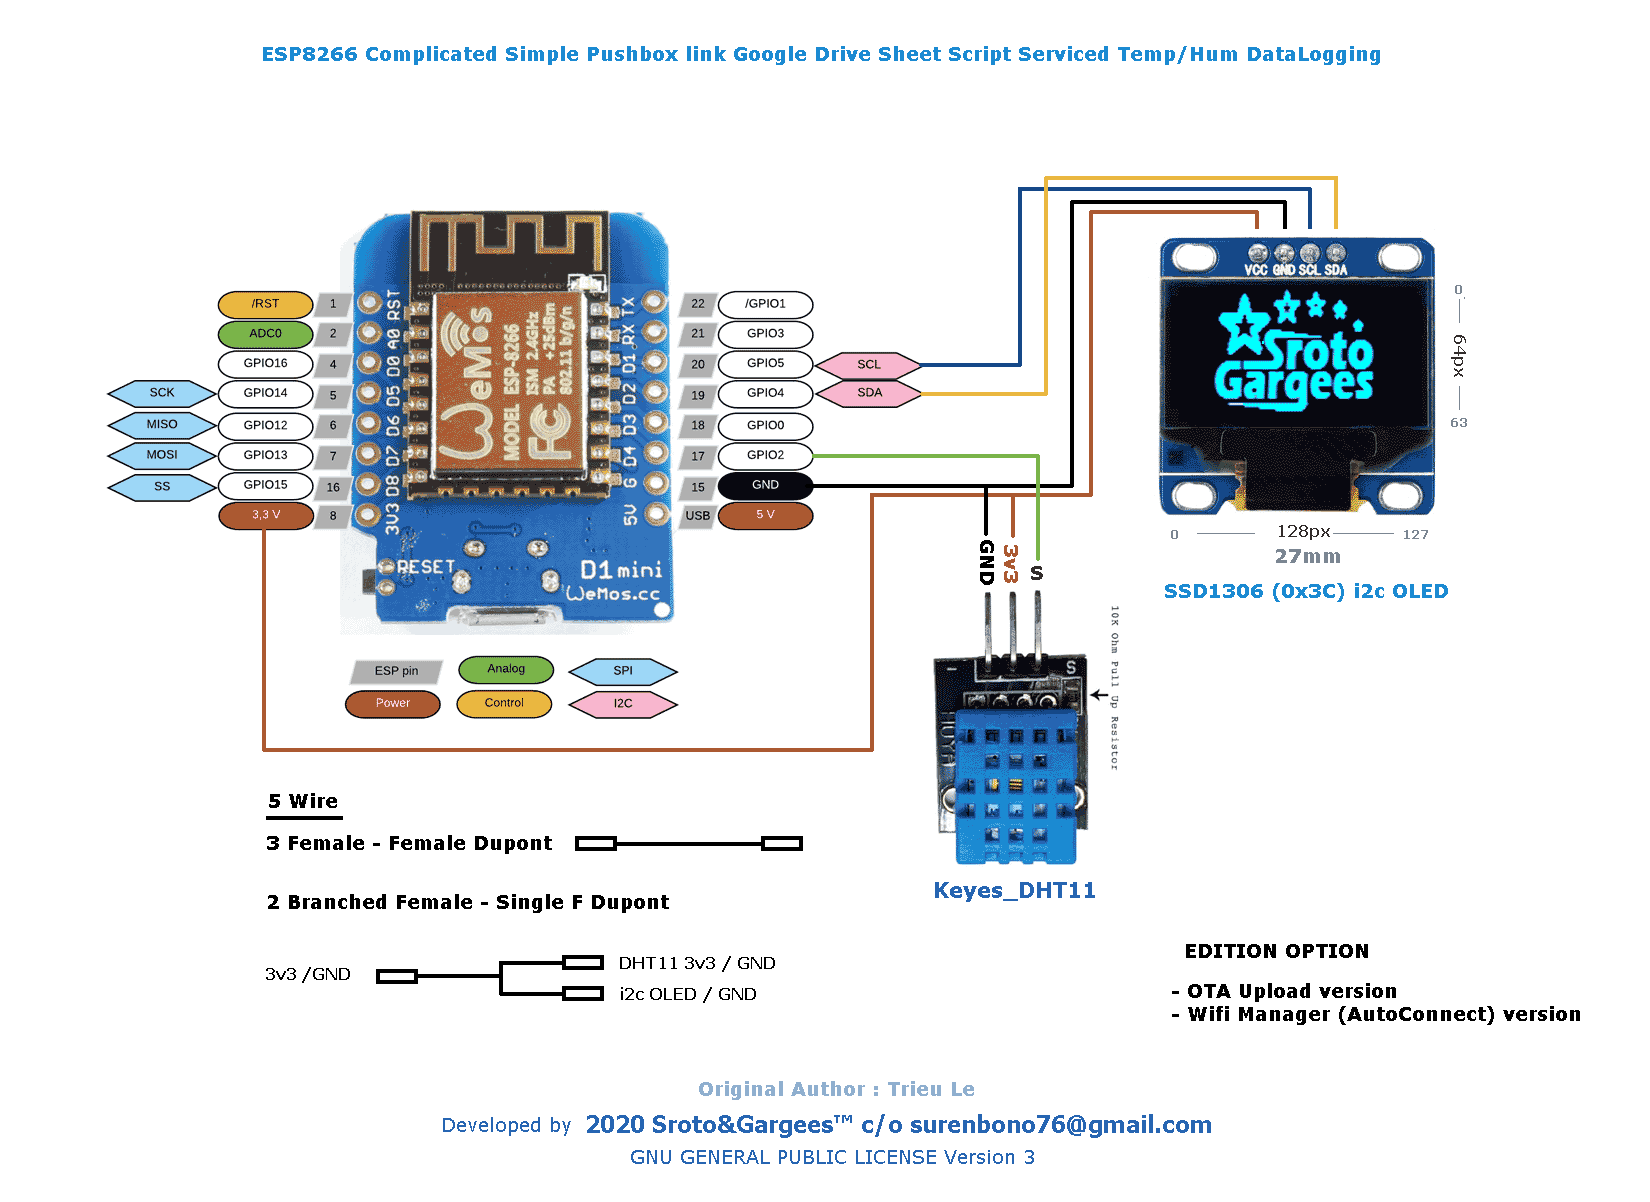 ESP8266 Complicated Simple Pushbox link Google Drive Sheet Script Serviced Temp/Hum DataLogging
/RST 1 RST TX 22 /GPIO1
ADC0 2 A0 RX 21 GPIO3
GPIO16 4 D0 D1 20 GPIO5 SCL
SCK GPIO14 5 D5 D2 19 GPIO4 SDA
MISO GPIO12 6 D6 D3 18 GPIO0
MOSI GPIO13 7 D7 D4 17 GPIO2
SS GPIO15 16 D8 G 15 GND
3,3 V 8 3V3 5V USB 5 V
WeMos
MODEL ESP-8266
ISM 2.4GHz
PA +25dBm
802.11 b/g/n
FC
RESET
D1 mini
WeMos.cc
VCC GND SCL SDA
Sroto
Gargees
0
64px
63
0 128px 127
27mm
SSD1306 (0x3C) i2c OLED
GND
3v3
S
-
S
10K Ohm Pull Up Resistor
Keyes_DHT11
ESP pin
Analog
SPI
Power
Control
I2C
5 Wire
3 Female - Female Dupont
2 Branched Female - Single F Dupont
3v3 /GND
DHT11 3v3 / GND
i2c OLED / GND
EDITION OPTION
- OTA Upload version
- Wifi Manager (AutoConnect) version
Original Author : Trieu Le
Developed by 2020 Sroto&Gargees™ c/o surenbono76@gmail.com
GNU GENERAL PUBLIC LICENSE Version 3